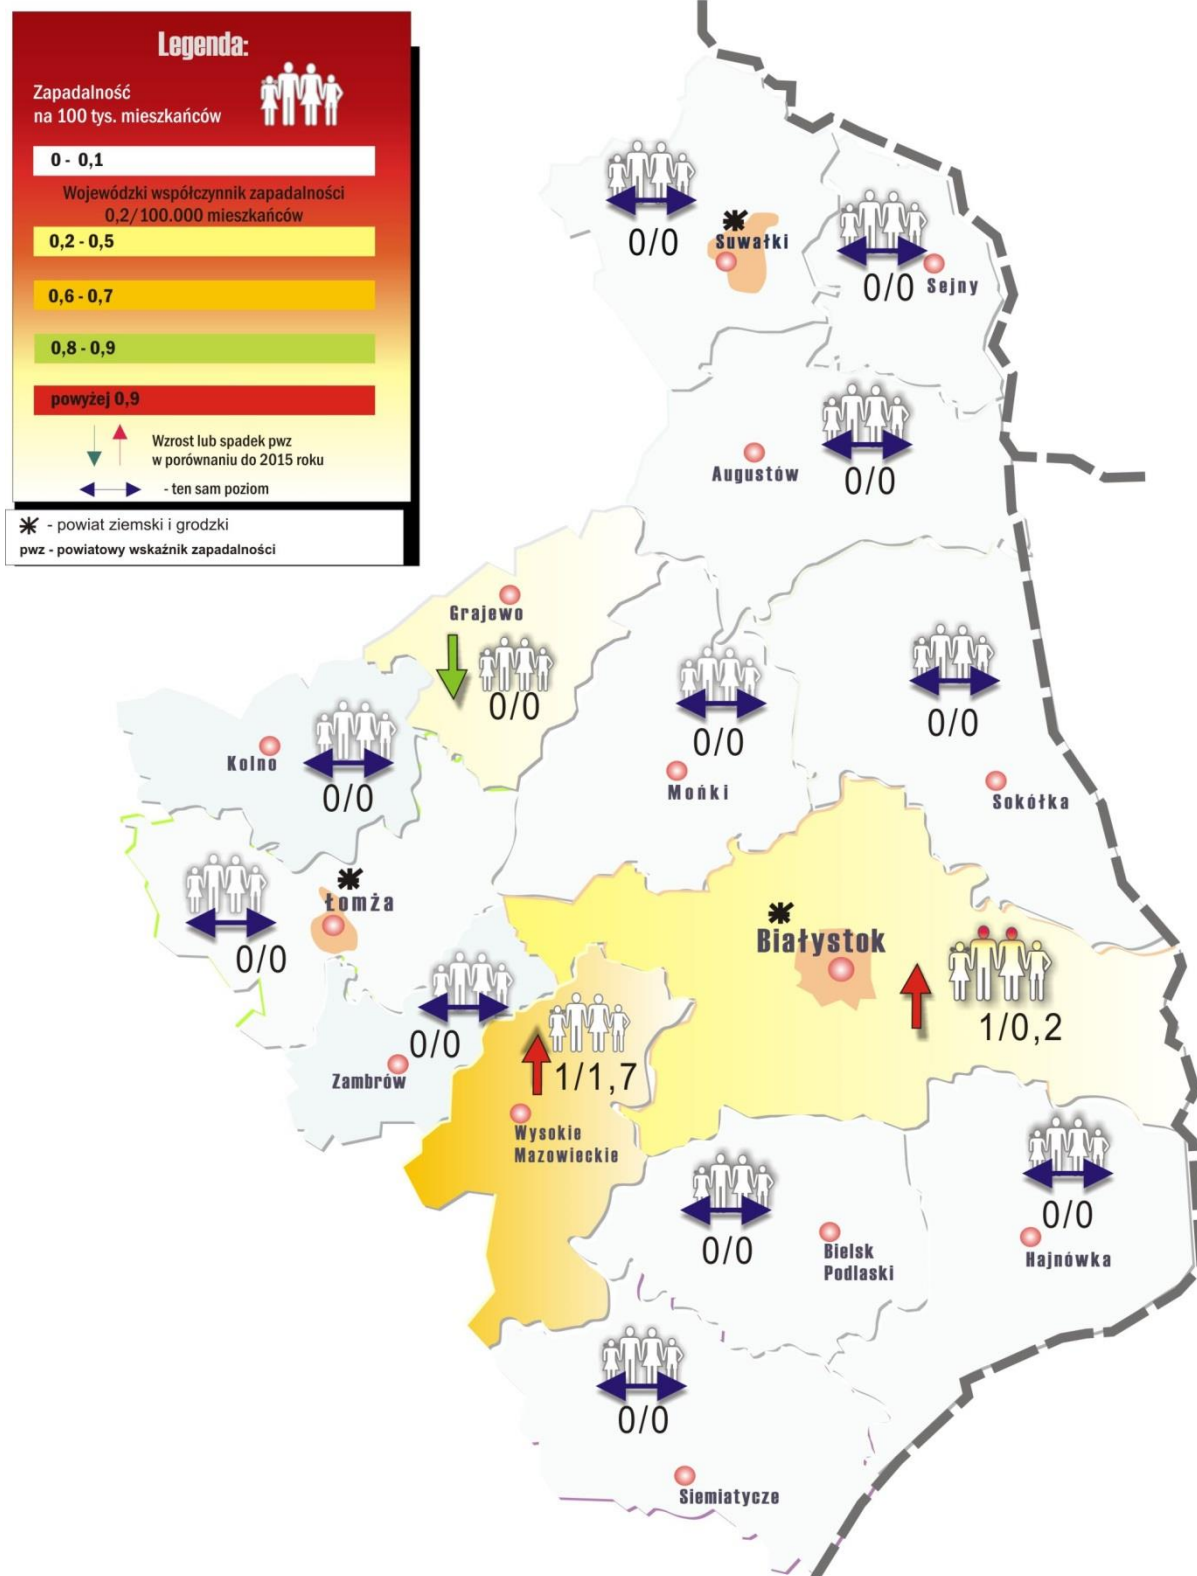 Legenda:
Zapadalność
na 100 tys. mieszkańców
0 - 0,1
Wojewódzki współczynnik zapadalności
0,2/100.000 mieszkańców
0,2 - 0,5
0,6 - 0,7
0,8 - 0,9
powyżej 0,9
Wzrost lub spadek pwz
w porównaniu do 2015 roku
- ten sam poziom
- powiat ziemski i grodzki
pwz - powiatowy wskaźnik zapadalności
0/0
Suwałki
0/0
Sejny
Augustów
0/0
Grajewo
0/0
0/0
Mońki
0/0
Sokółka
Kolno
0/0
Łomża
0/0
Białystok
1/0,2
0/0
Zambrów
1/1,7
Wysokie
Mazowieckie
0/0
Bielsk
Podlaski
0/0
Hajnówka
0/0
Siemiatycze